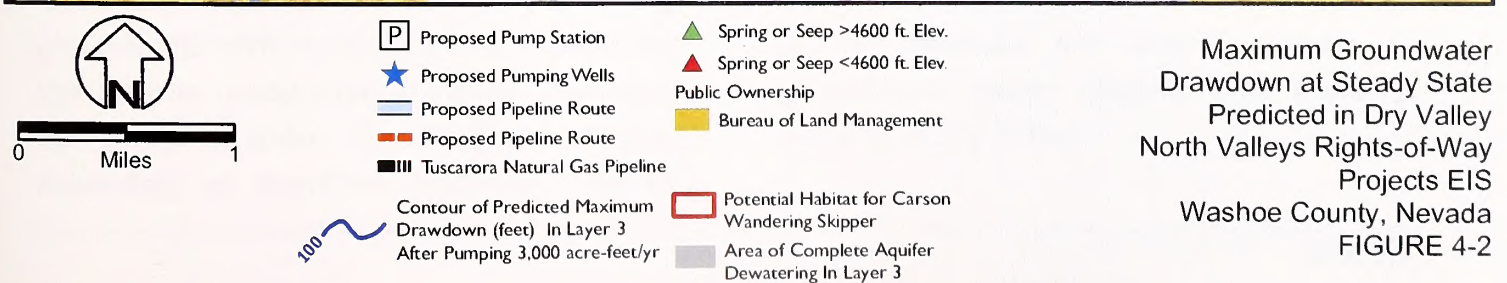 N
0 1
Miles
P Proposed Pump Station
Proposed Pumping Wells
Proposed Pipeline Route
Proposed Pipeline Route
Tuscarora Natural Gas Pipeline
100
Contour of Predicted Maximum
Drawdown (feet) In Layer 3
After Pumping 3,000 acre-feet/yr
Spring or Seep >4600 ft. Elev.
Spring or Seep <4600 ft. Elev.
Public Ownership
Bureau of Land Management
Potential Habitat for Carson
Wandering Skipper
Area of Complete Aquifer
Dewatering In Layer 3
Maximum Groundwater
Drawdown at Steady State
Predicted in Dry Valley
North Valleys Rights-of-Way
Projects EIS
Washoe County, Nevada
FIGURE 4-2